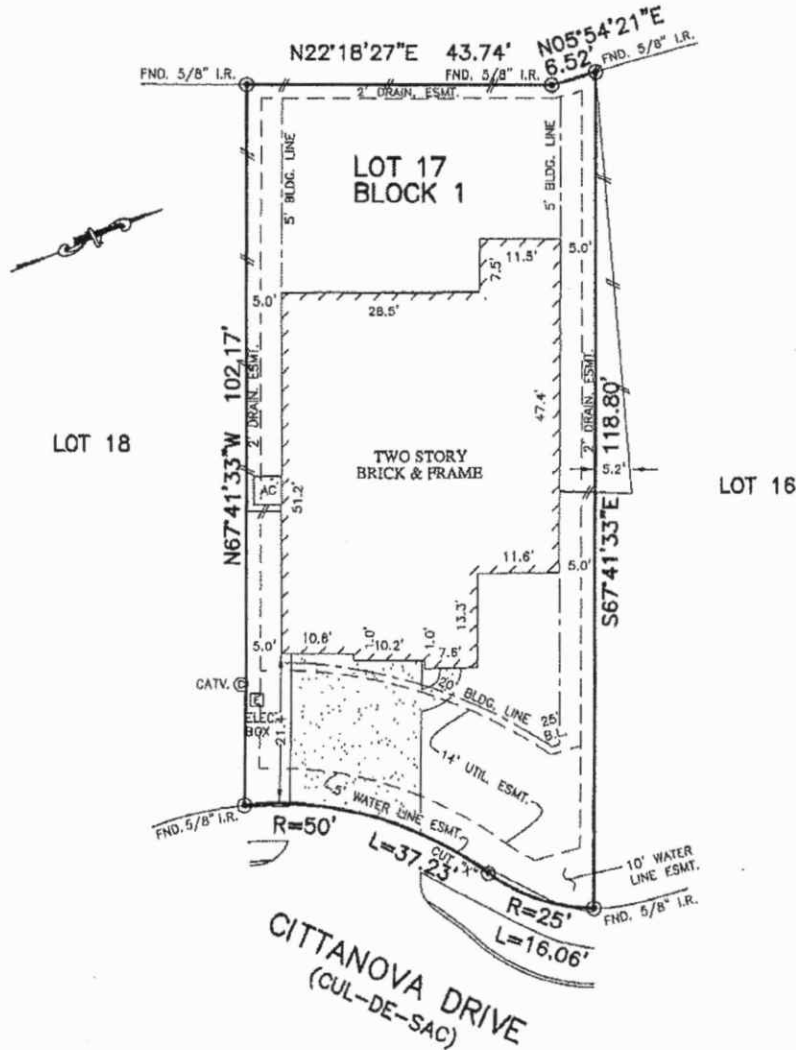 N22°18'27"E 43.74'
N05°54'21"E
6.52'
FND. 5/8" I.R.
FND. 5/8" I.R.
FND. 5/8" I.R.
2' DRAIN. ESMT.
LOT 17
BLOCK 1
5' BLDG. LINE
5' BLDG. LINE
11.5'
7.5'
5.0'
5.0'
28.5'
N67°41'33"W 102.17'
2' DRAIN. ESMT.
47.4'
2' DRAIN. ESMT.
S67°41'33"E 118.80'
LOT 18
TWO STORY
BRICK & FRAME
5.2'
LOT 16
AC.
51.2'
11.6'
5.0'
13.3'
5.0'
10.8'
1.0'
10.2'
1.0'
7.6'
20'
CATV.
C
E
ELEC.
BOX
21.4'
BLDG. LINE
25'
B.L.
14' UTIL. ESMT.
5' WATER LINE ESMT.
FND. 5/8" I.R.
R=50'
L=37.23'
CUT "X"
10' WATER
LINE ESMT.
R=25'
L=16.06'
FND. 5/8" I.R.
CITTANOVA DRIVE
(CUL-DE-SAC)